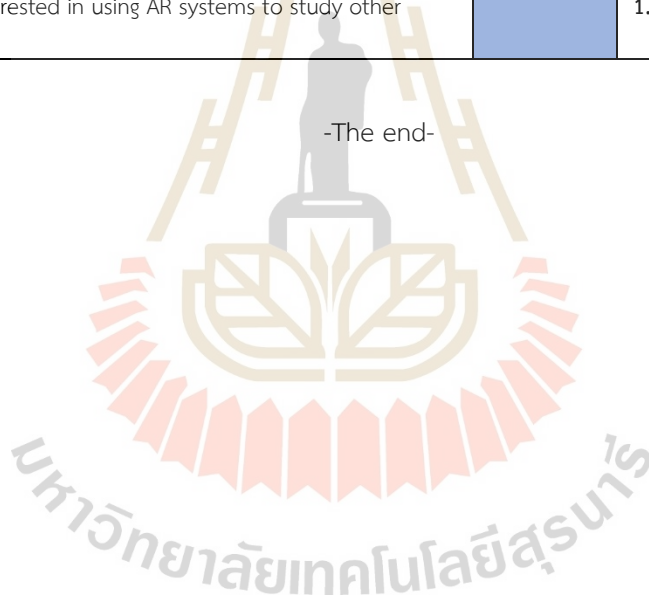 rested in using AR systems to study other
1.
-The end-
มหาวิทยาลัยเทคโนโลยีสุรนารี